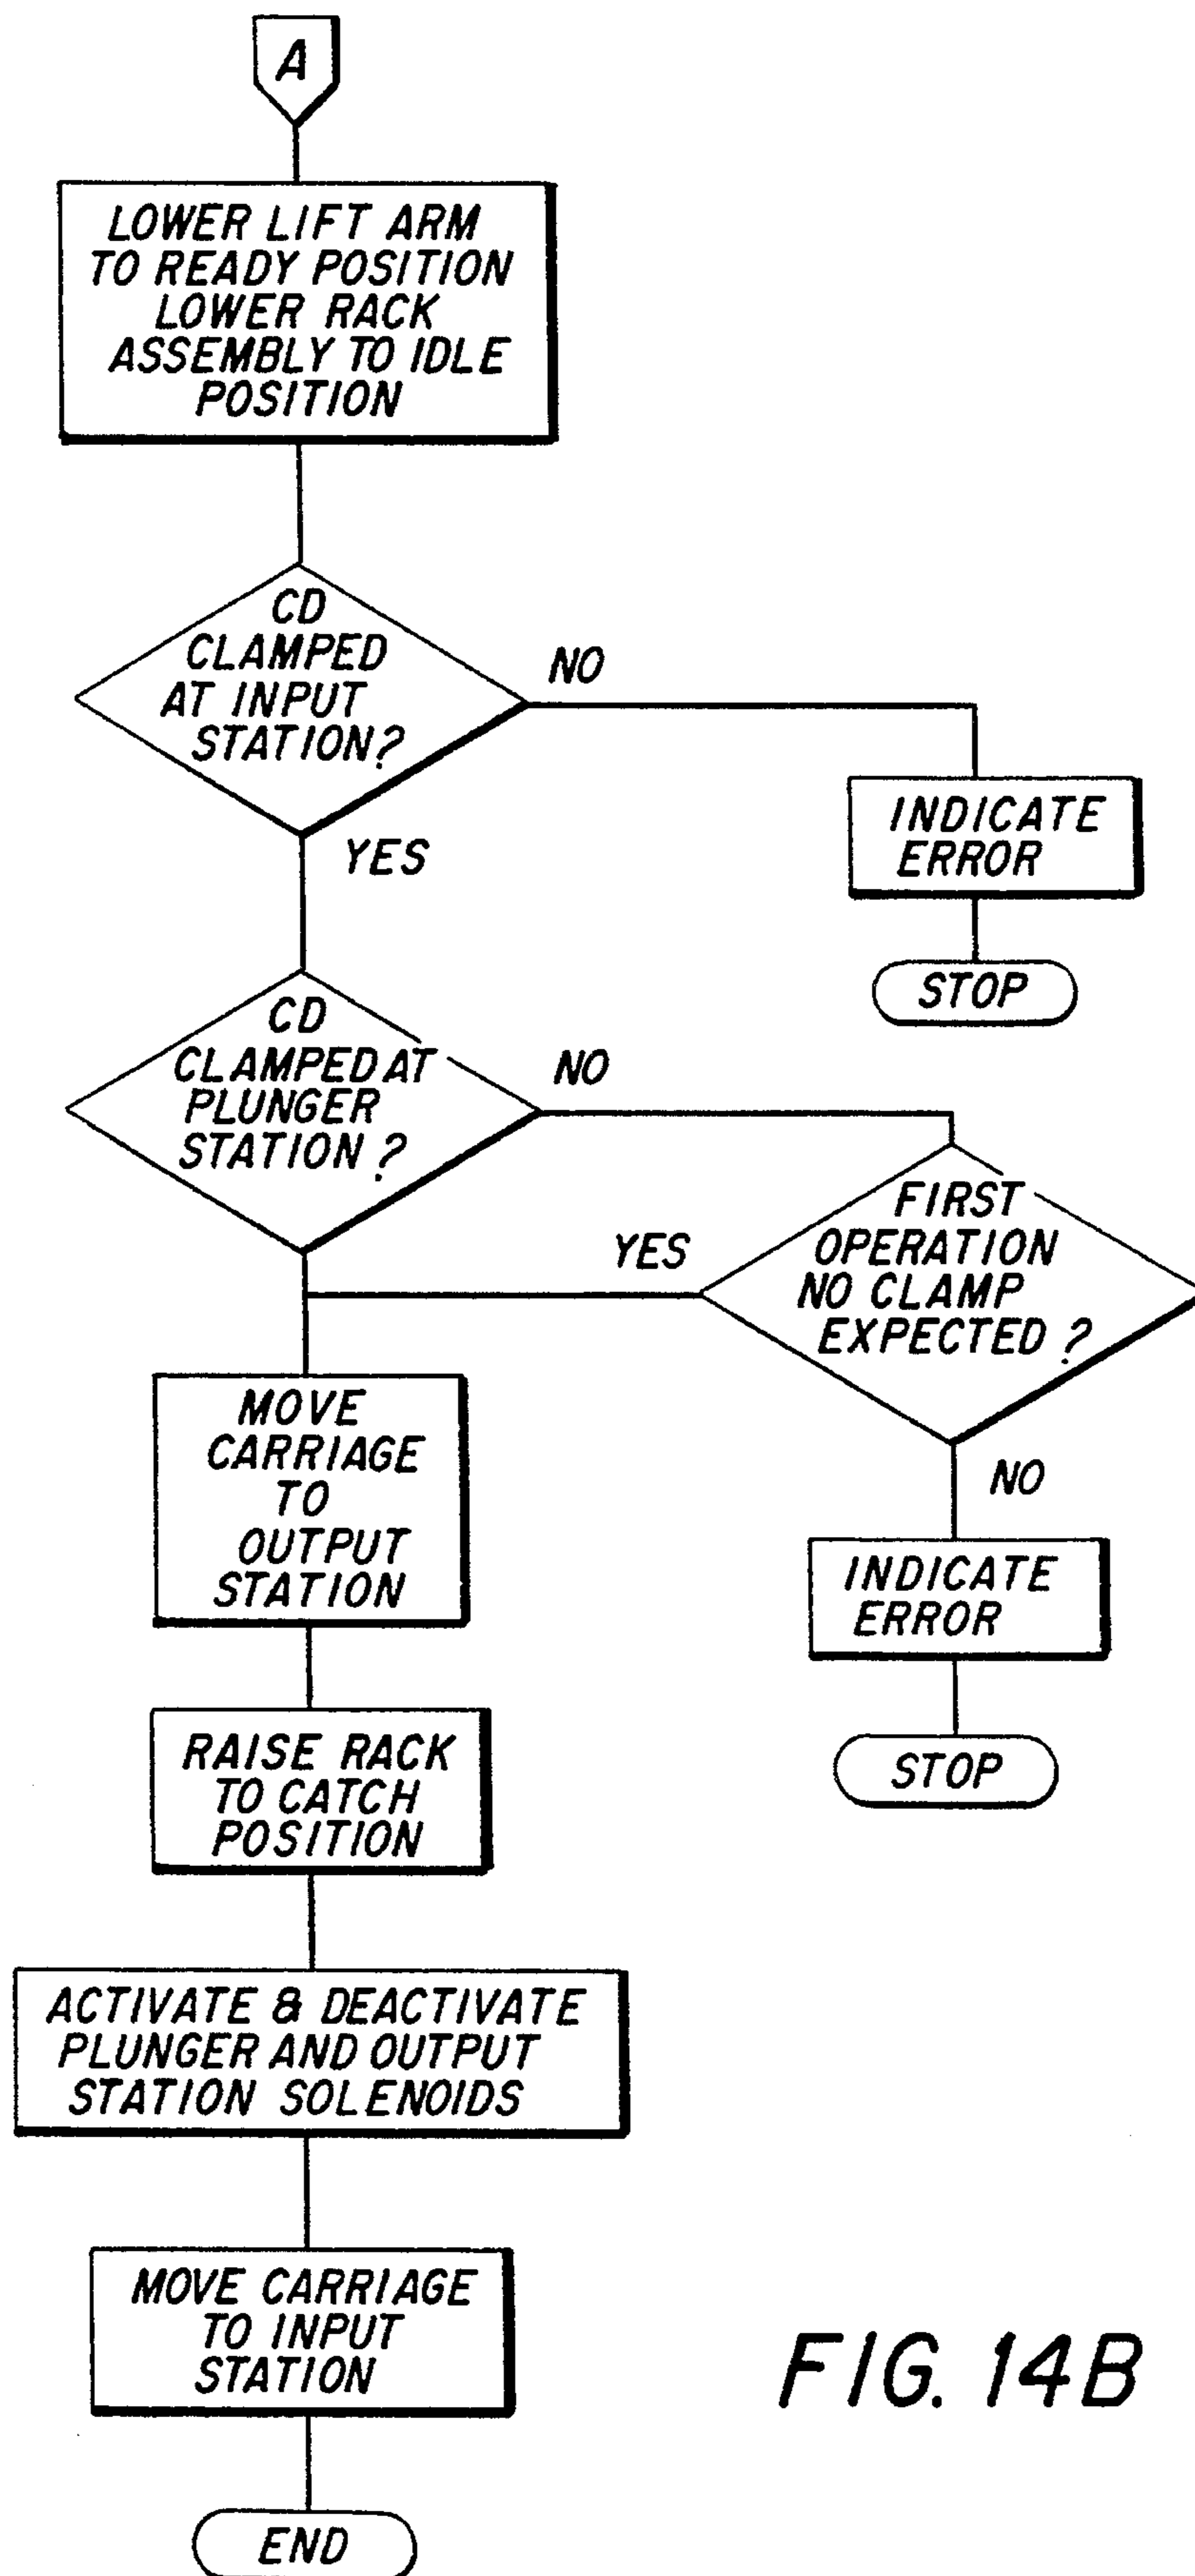 A
LOWER LIFT ARM
TO READY POSITION
LOWER RACK
ASSEMBLY TO IDLE
POSITION
CD
CLAMPED
AT INPUT
STATION?
NO
YES
INDICATE
ERROR
STOP
CD
CLAMPED AT
PLUNGER
STATION?
NO
FIRST
OPERATION
NO CLAMP
EXPECTED?
YES
NO
INDICATE
ERROR
STOP
MOVE
CARRIAGE
TO
OUTPUT
STATION
RAISE RACK
TO CATCH
POSITION
ACTIVATE & DEACTIVATE
PLUNGER AND OUTPUT
STATION SOLENOIDS
MOVE CARRIAGE
TO INPUT
STATION
END
FIG. 14B